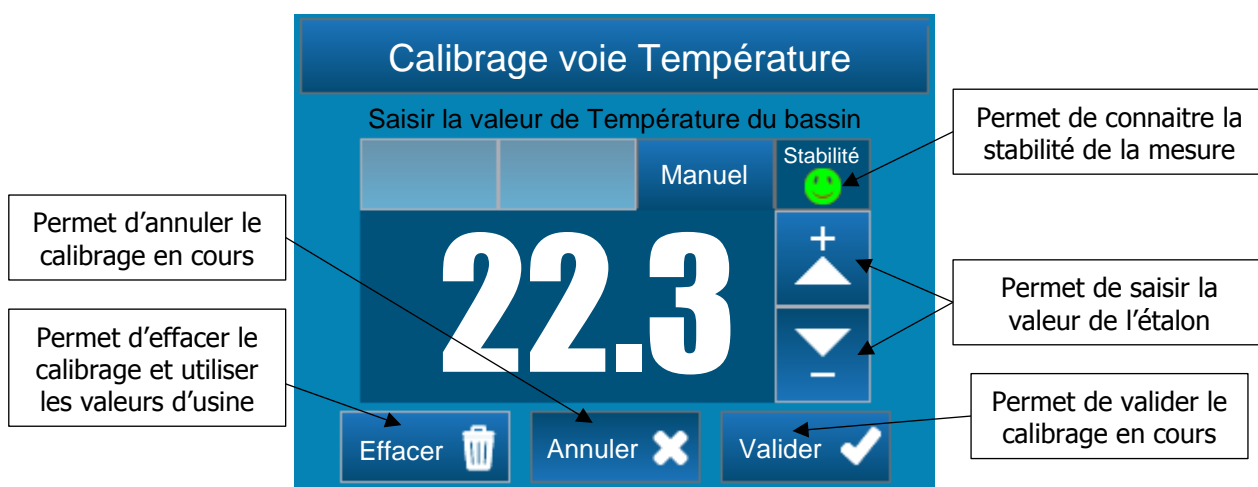 Calibrage voie Température
Saisir la valeur de Température du bassin
Manuel
Stabilité
22.3
+
−
Effacer
Annuler
Valider
Permet d’annuler le
calibrage en cours
Permet d’effacer le
calibrage et utiliser
les valeurs d’usine
Permet de connaitre la
stabilité de la mesure
Permet de saisir la
valeur de l’étalon
Permet de valider le
calibrage en cours